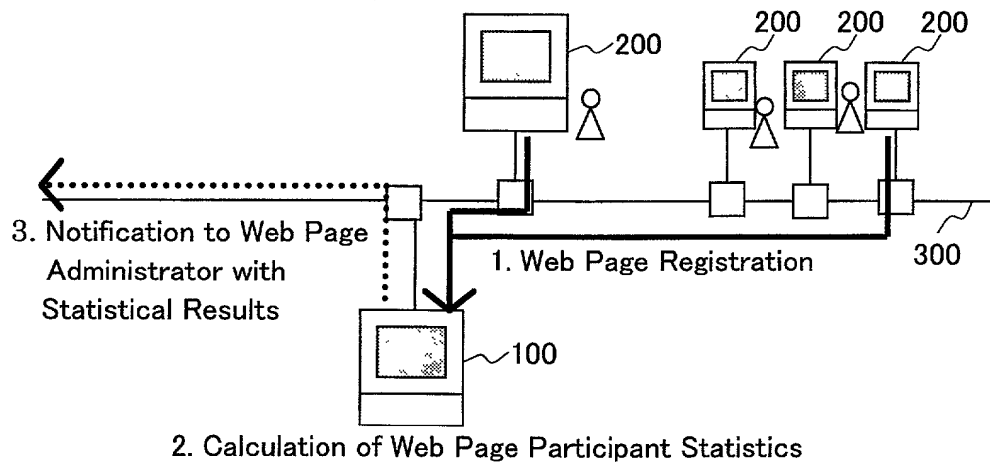 200
200
200
200
3. Notification to Web Page
Administrator with
Statistical Results
1. Web Page Registration
300
100
2. Calculation of Web Page Participant Statistics